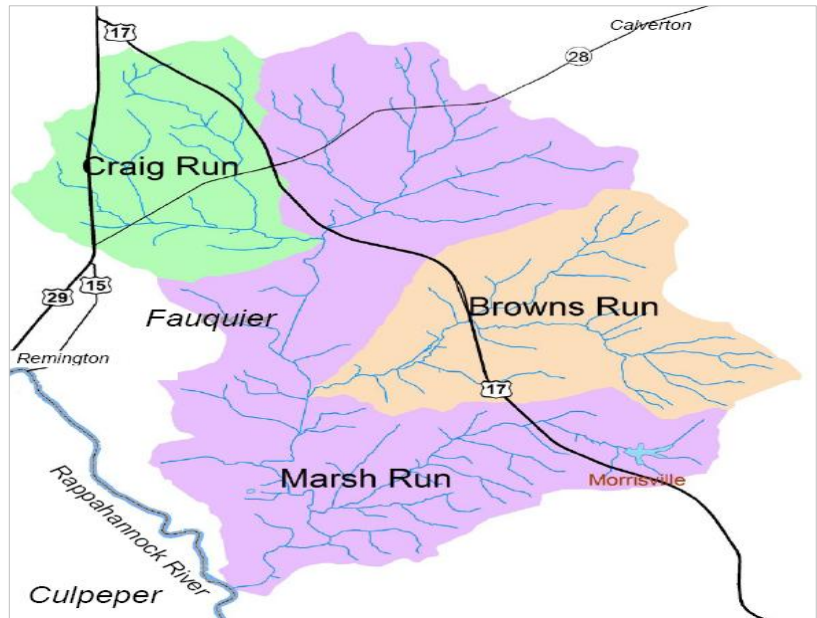 17
Calverton
28
Craig Run
Browns Run
29
15
Fauquier
Remington
17
Marsh Run
Morrisville
Rappahannock River
Culpeper